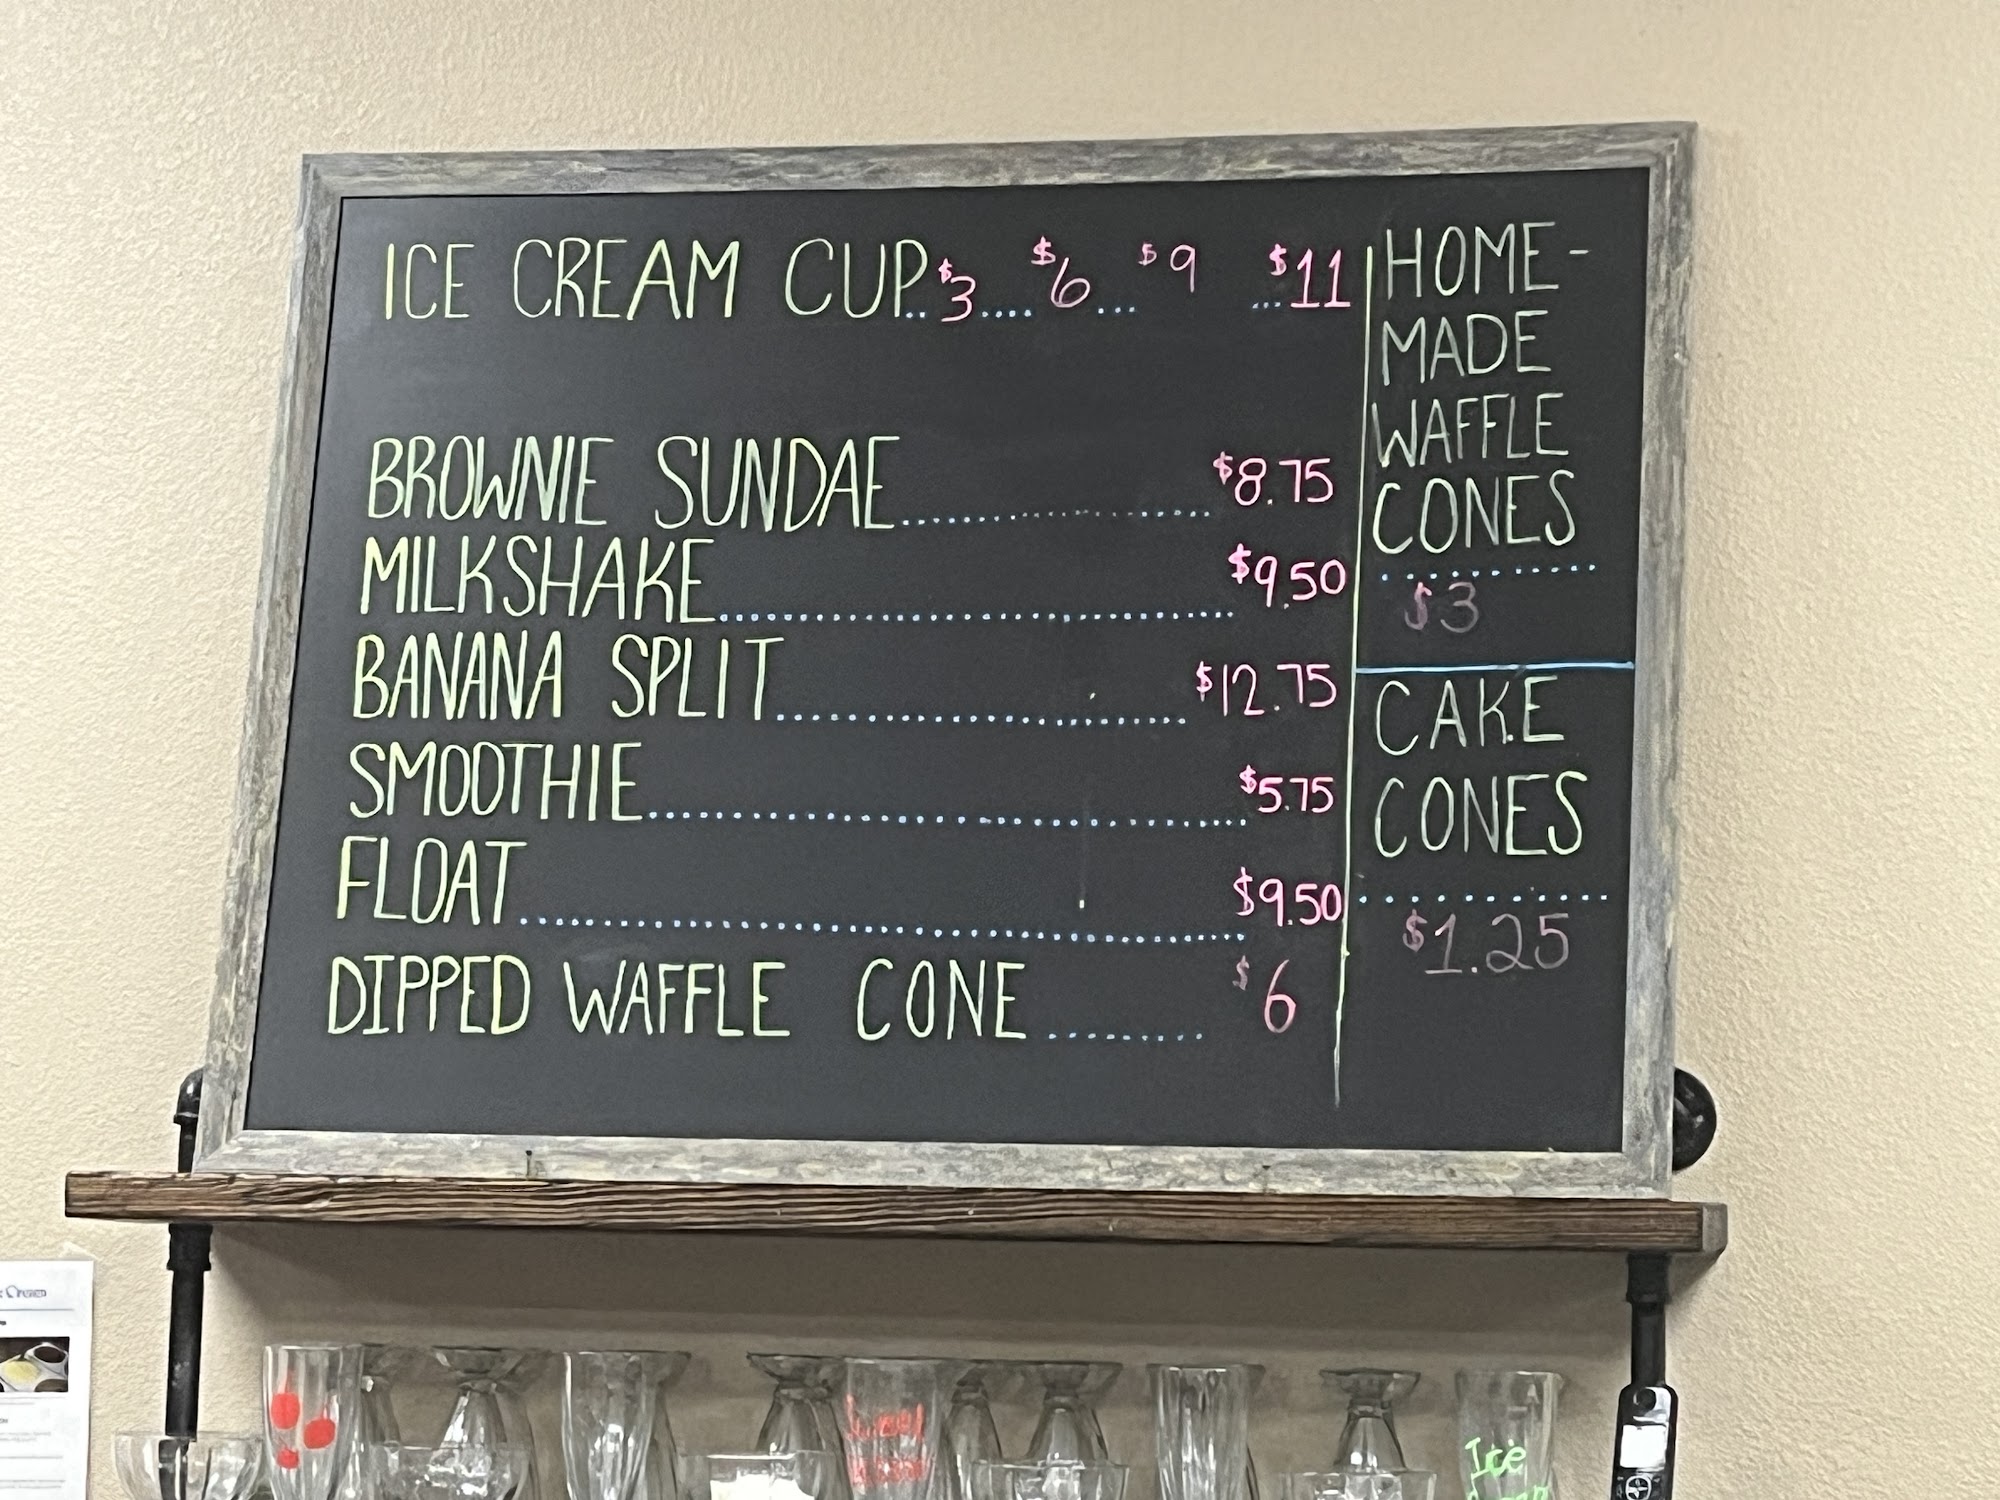 ICE CREAM CUP..$3....$6...$9 ...$11
BROWNIE SUNDAE........................$8.75
MILKSHAKE........................................$9.50
BANANA SPLIT..............................$12.75
SMOOTHIE........................................$5.75
FLOAT................................................$9.50
DIPPED WAFFLE CONE.........$6
HOME-
MADE
WAFFLE
CONES
..........
$3
CAKE
CONES
..........
$1.25
Ice